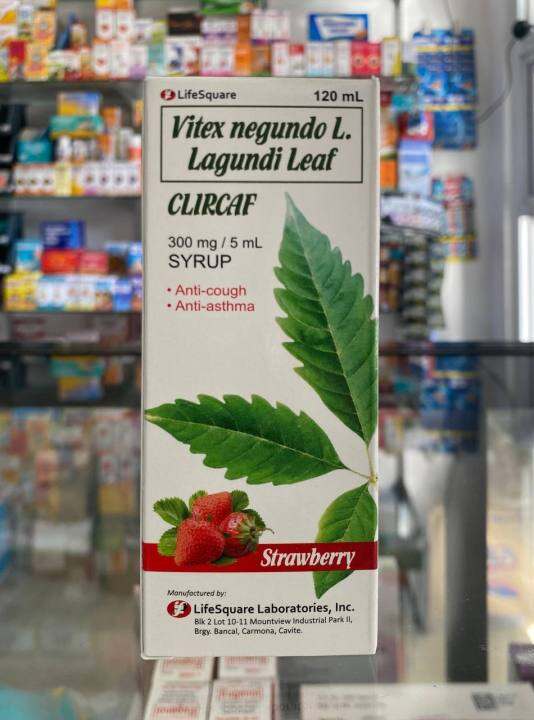 LifeSquare
120 mL
Vitex negundo L.
Lagundi Leaf
CLIRCAF
300 mg / 5 mL
SYRUP
• Anti-cough
• Anti-asthma
Strawberry
Manufactured by:
LifeSquare Laboratories, Inc.
Blk 2 Lot 10-11 Mountview Industrial Park II,
Brgy. Bancal, Carmona, Cavite.